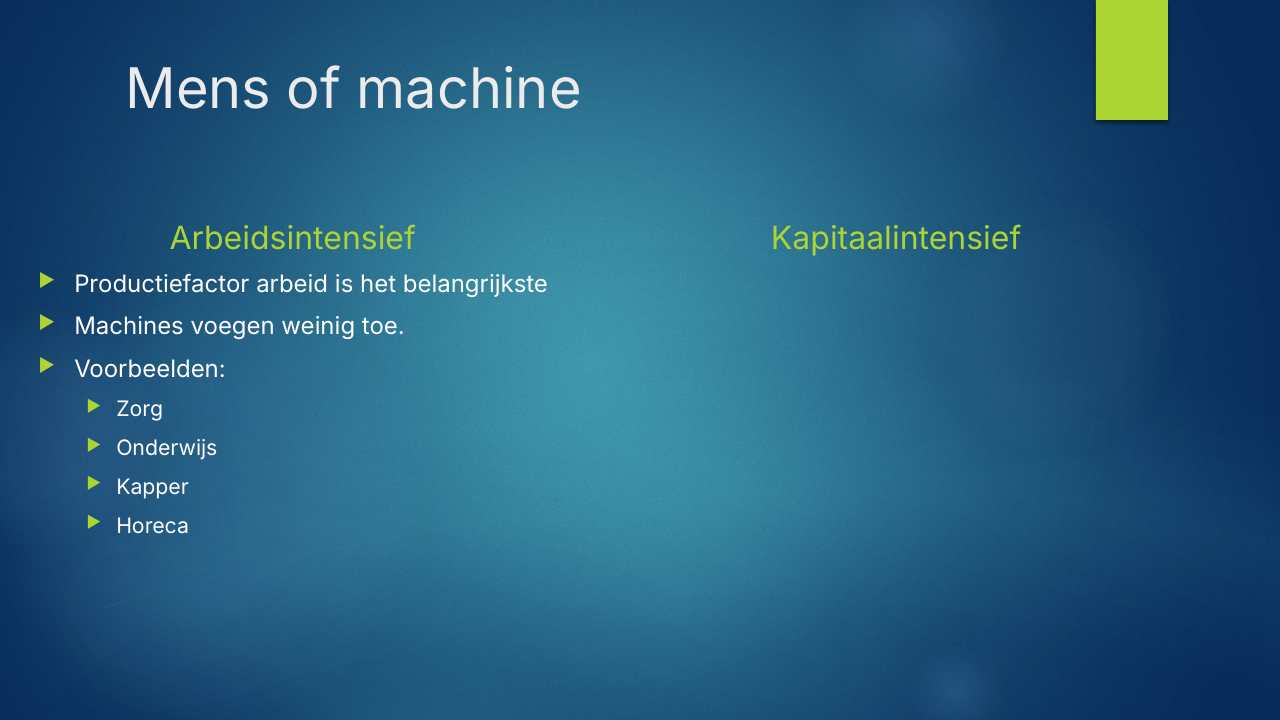 Mens of machine
Arbeidsintensief
Productiefactor arbeid is het belangrijkste
Machines voegen weinig toe.
Voorbeelden:
Zorg
Onderwijs
Kapper
Horeca
Kapitaalintensief